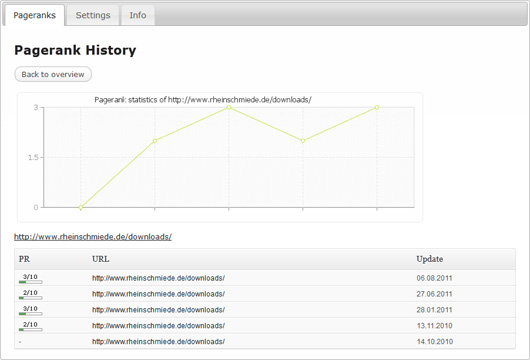 Pageranks Settings Info
Pagerank History
Back to overview
Pageranl: statistics of http://www.rheinschmiede.de/downloads/
3
1.5
0
http://www.rheinschmiede.de/downloads/
PR URL Update
3/10 http://www.rheinschmiede.de/downloads/ 06.08.2011
2/10 http://www.rheinschmiede.de/downloads/ 27.06.2011
3/10 http://www.rheinschmiede.de/downloads/ 28.01.2011
2/10 http://www.rheinschmiede.de/downloads/ 13.11.2010
- http://www.rheinschmiede.de/downloads/ 14.10.2010